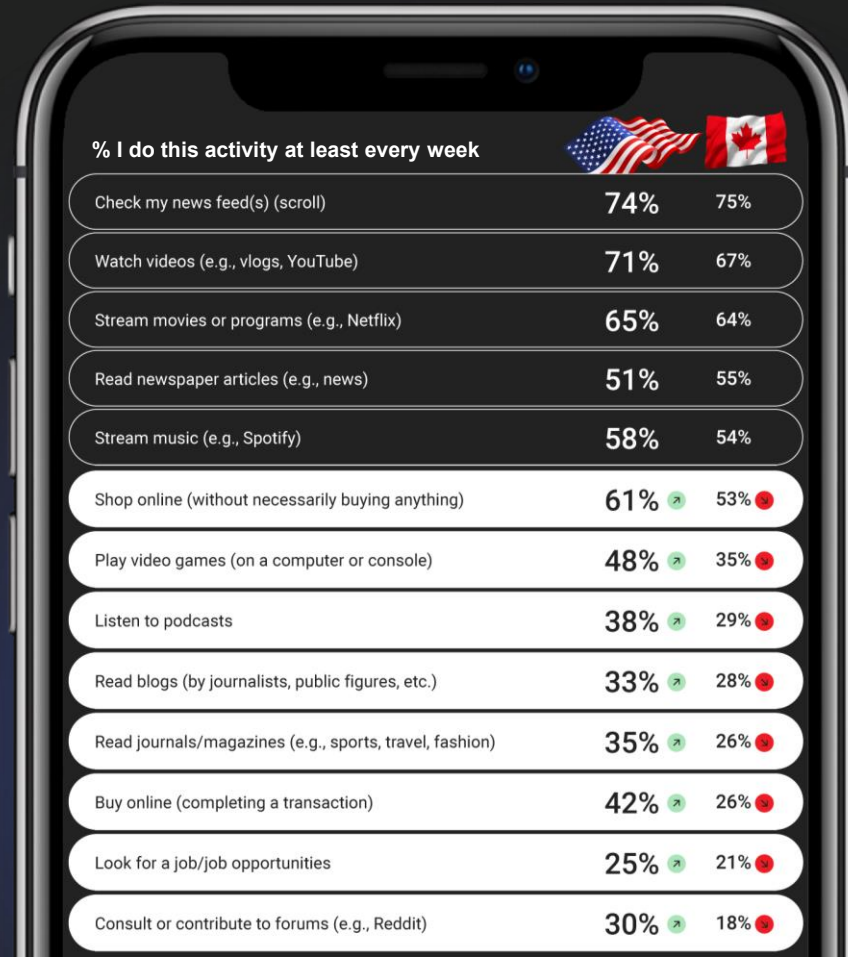 % I do this activity at least every week
Check my news feed(s) (scroll) 74% 75%
Watch videos (e.g., vlogs, YouTube) 71% 67%
Stream movies or programs (e.g., Netflix) 65% 64%
Read newspaper articles (e.g., news) 51% 55%
Stream music (e.g., Spotify) 58% 54%
Shop online (without necessarily buying anything) 61% 53%
Play video games (on a computer or console) 48% 35%
Listen to podcasts 38% 29%
Read blogs (by journalists, public figures, etc.) 33% 28%
Read journals/magazines (e.g., sports, travel, fashion) 35% 26%
Buy online (completing a transaction) 42% 26%
Look for a job/job opportunities 25% 21%
Consult or contribute to forums (e.g., Reddit) 30% 18%